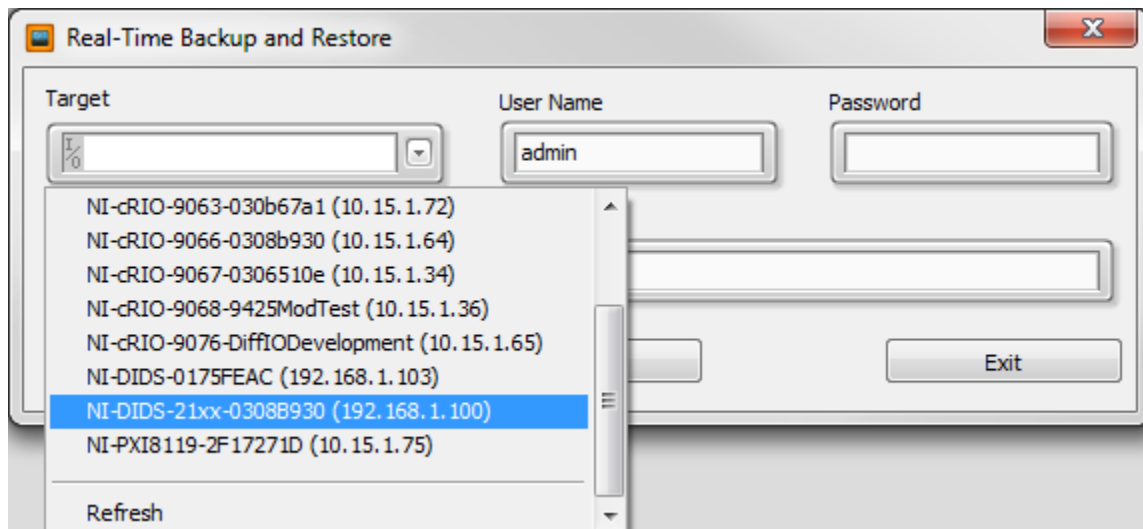 Real-Time Backup and Restore
Target
User Name
Password
I/O
admin
NI-cRIO-9063-030b67a1 (10.15.1.72)
NI-cRIO-9066-0308b930 (10.15.1.64)
NI-cRIO-9067-0306510e (10.15.1.34)
NI-cRIO-9068-9425ModTest (10.15.1.36)
NI-cRIO-9076-DiffIODevelopment (10.15.1.65)
NI-DIDS-0175FEAC (192.168.1.103)
Exit
NI-DIDS-21xx-0308B930 (192.168.1.100)
NI-PXI8119-2F17271D (10.15.1.75)
Refresh